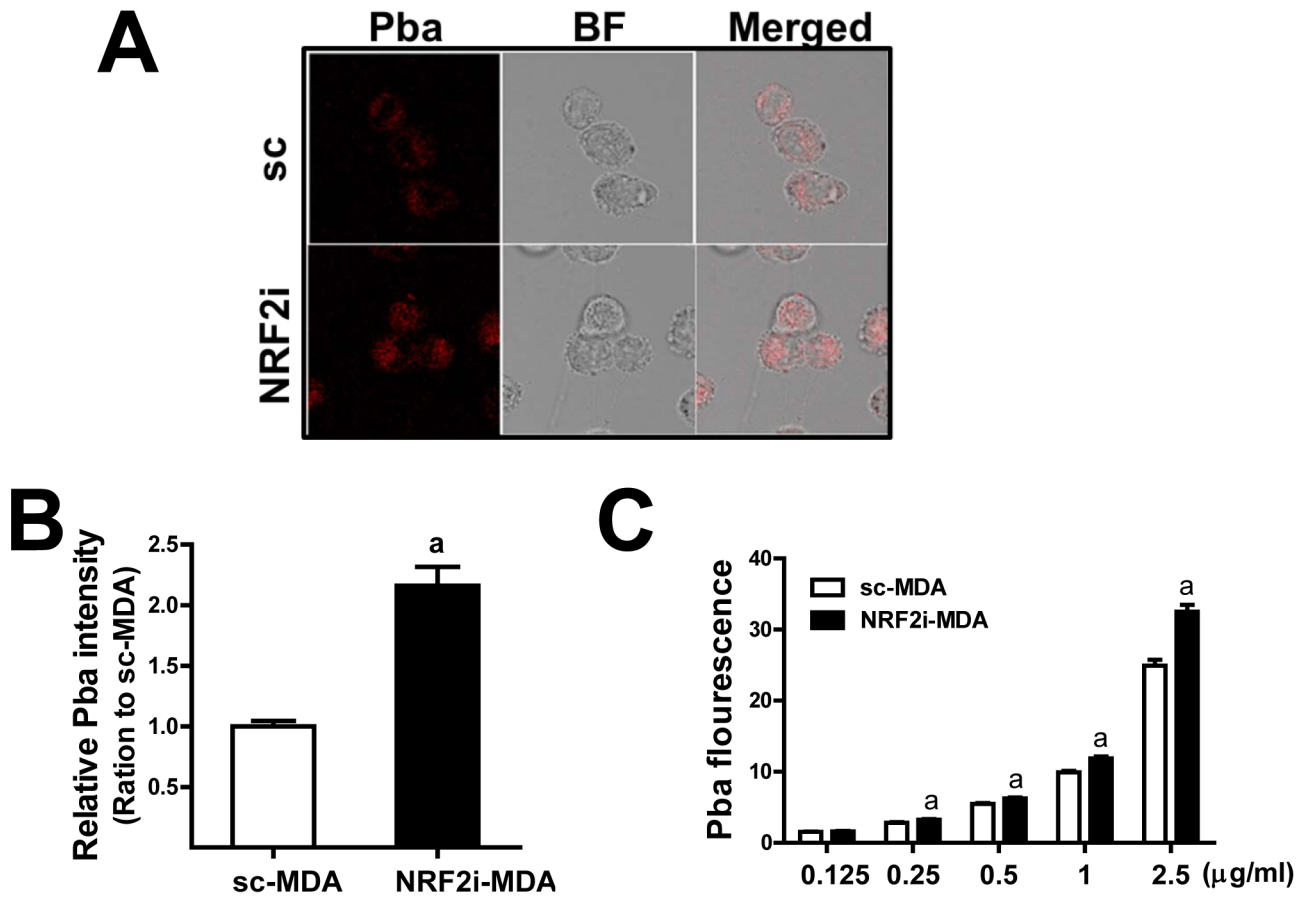 A
Pba BF Merged
sc
NRF2i
B
Relative Pba intensity
(Ration to sc-MDA)
2.5
2.0
1.5
1.0
0.5
a
sc-MDA NRF2i-MDA
C
Pba flourescence
40
30
20
10
0
sc-MDA
NRF2i-MDA
a
a
a
a
0.125 0.25 0.5 1 2.5 (μg/ml)